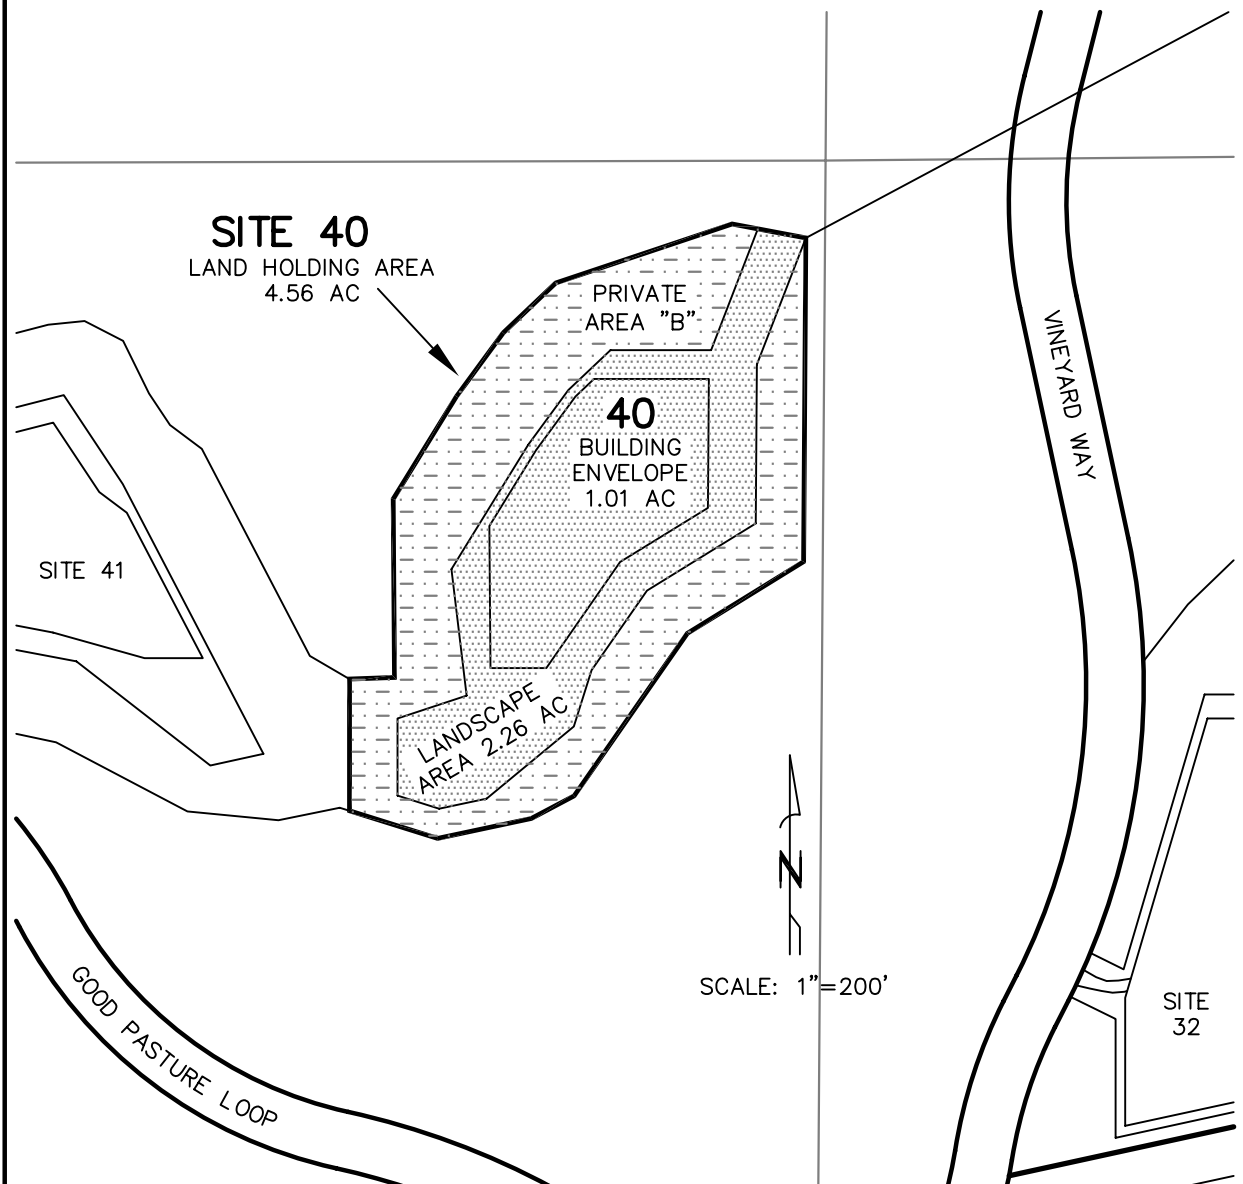 SITE 40
LAND HOLDING AREA
4.56 AC
PRIVATE
AREA "B"
40
BUILDING
ENVELOPE
1.01 AC
VINEYARD WAY
SITE 41
LANDSCAPE
AREA 2.26 AC
N
SCALE: 1"=200'
SITE
32
GOOD PASTURE LOOP